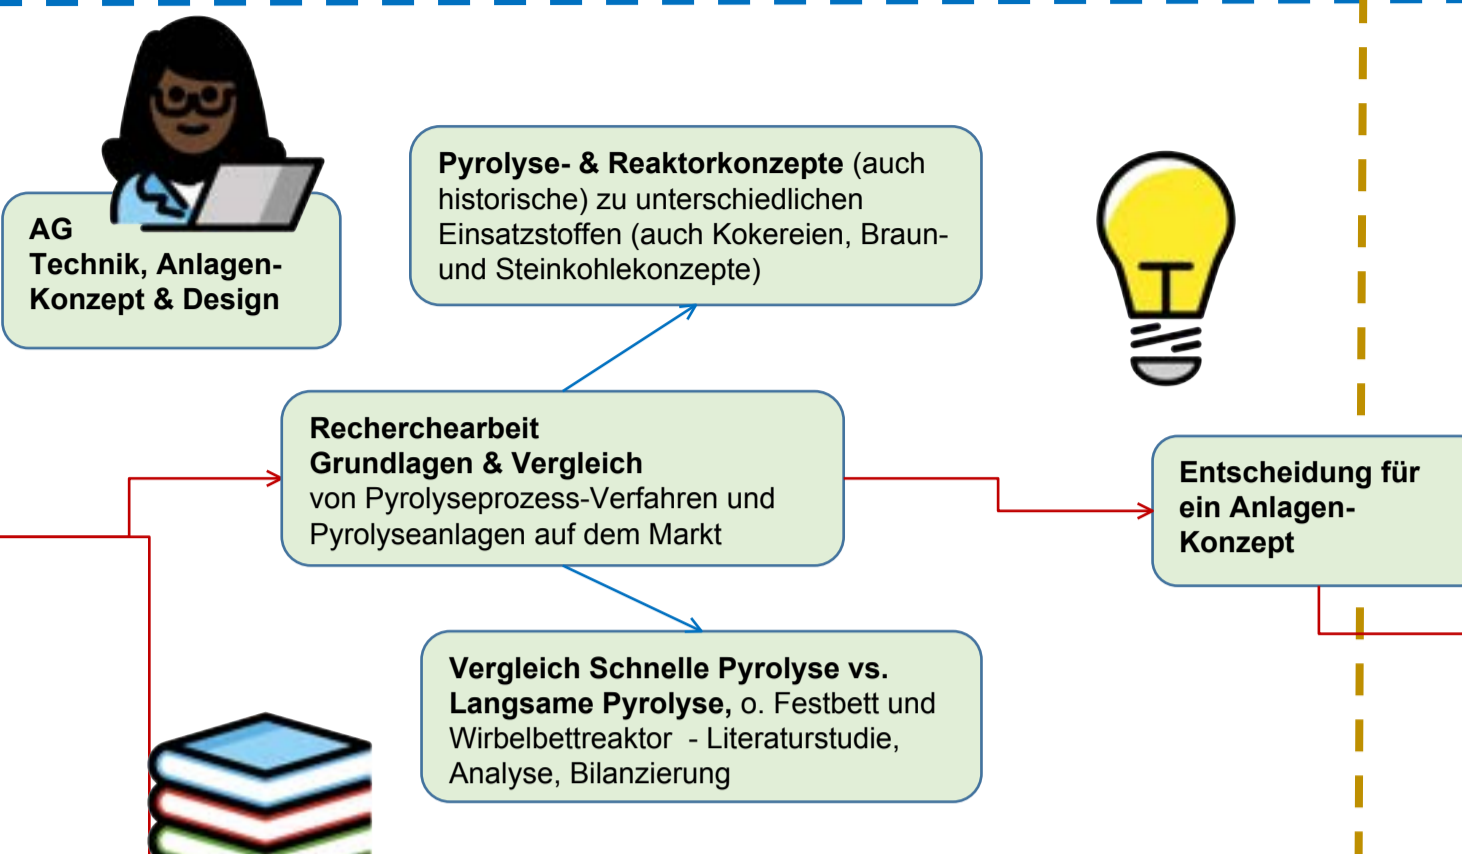 AG
Technik, Anlagen-
Konzept & Design
Pyrolyse- & Reaktorkonzepte (auch
historische) zu unterschiedlichen
Einsatzstoffen (auch Kokereien, Braun-
und Steinkohlekonzepte)
Recherchearbeit
Grundlagen & Vergleich
von Pyrolyseprozess-Verfahren und
Pyrolyseanlagen auf dem Markt
Entscheidung für
ein Anlagen-
Konzept
Vergleich Schnelle Pyrolyse vs.
Langsame Pyrolyse, o. Festbett und
Wirbelbettreaktor - Literaturstudie,
Analyse, Bilanzierung